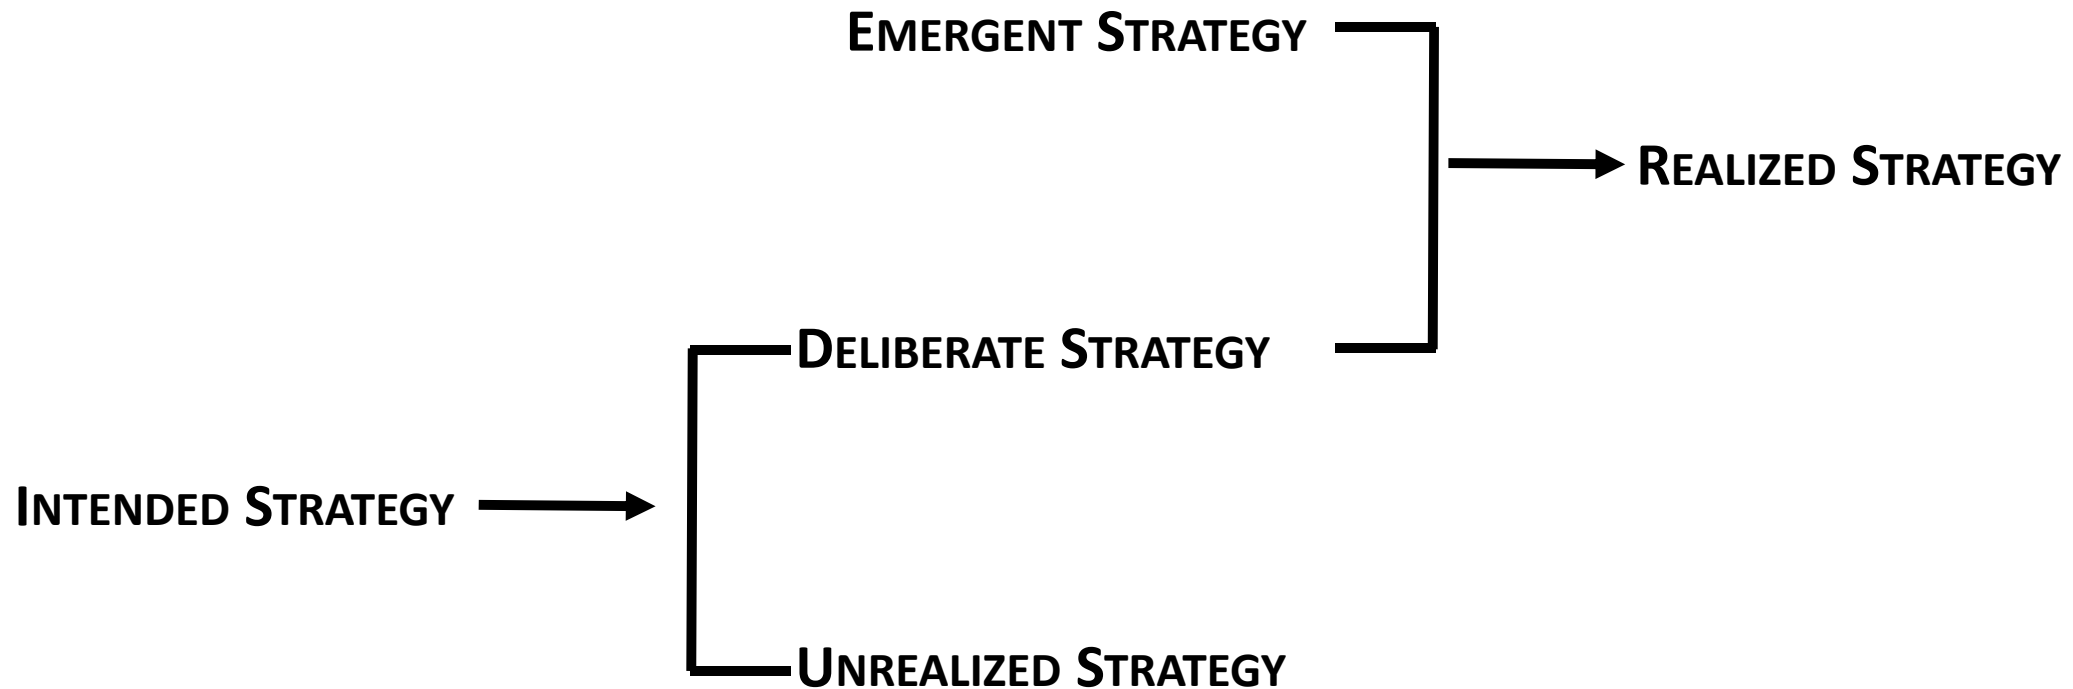 EMERGENT STRATEGY
REALIZED STRATEGY
DELIBERATE STRATEGY
INTENDED STRATEGY
UNREALIZED STRATEGY